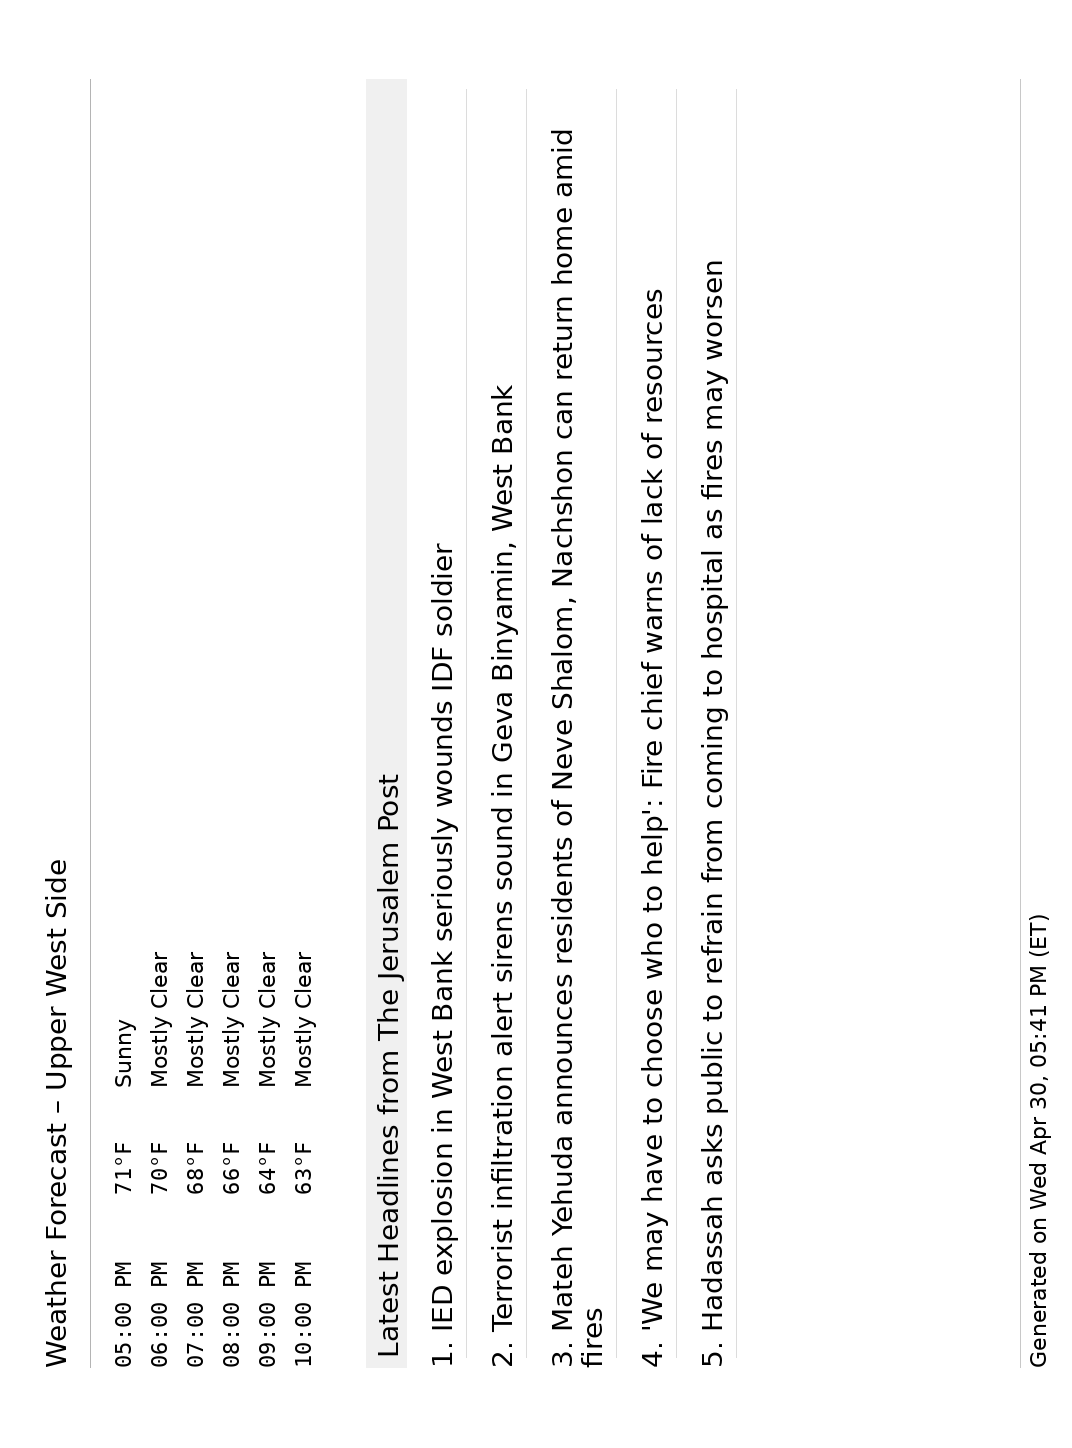 Weather Forecast – Upper West Side
05:00 PM 71°F Sunny
06:00 PM 70°F Mostly Clear
07:00 PM 68°F Mostly Clear
08:00 PM 66°F Mostly Clear
09:00 PM 64°F Mostly Clear
10:00 PM 63°F Mostly Clear
Latest Headlines from The Jerusalem Post
1. IED explosion in West Bank seriously wounds IDF soldier
2. Terrorist infiltration alert sirens sound in Geva Binyamin, West Bank
3. Mateh Yehuda announces residents of Neve Shalom, Nachshon can return home amid
fires
4. 'We may have to choose who to help': Fire chief warns of lack of resources
5. Hadassah asks public to refrain from coming to hospital as fires may worsen
Generated on Wed Apr 30, 05:41 PM (ET)